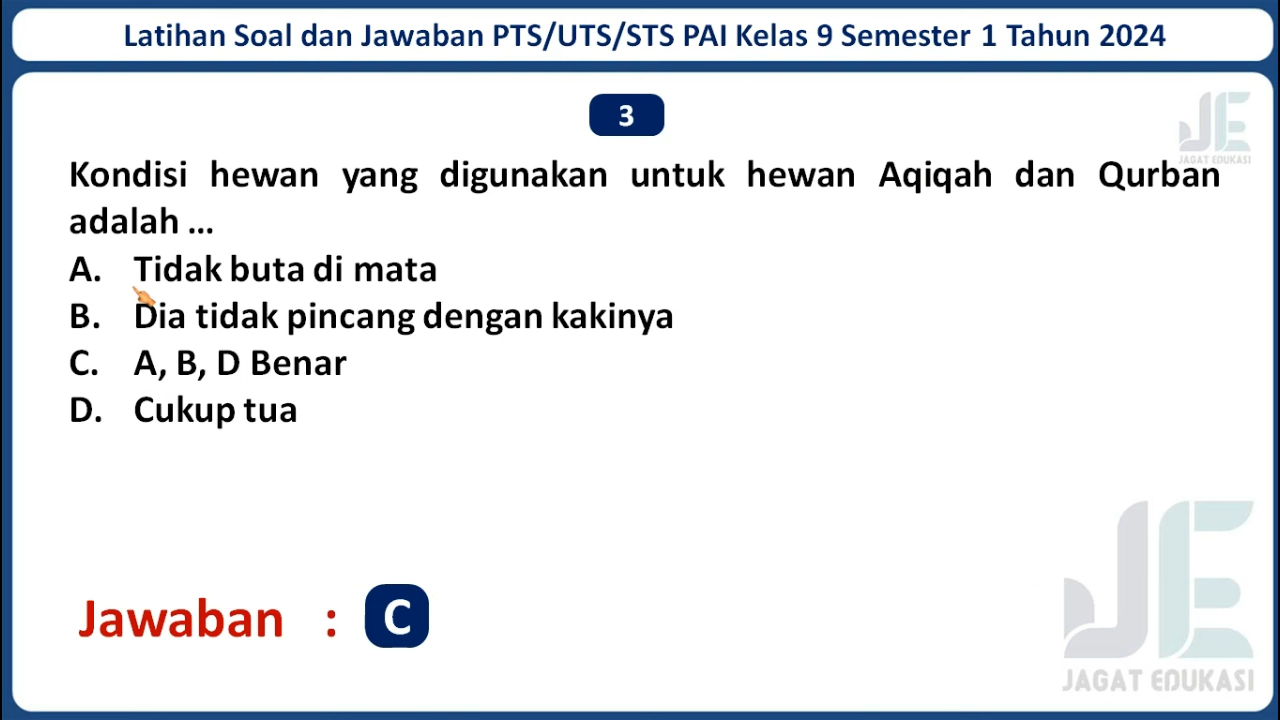 Latihan Soal dan Jawaban PTS/UTS/STS PAI Kelas 9 Semester 1 Tahun 2024
3
JE
JAGAT EDUKASI
Kondisi hewan yang digunakan untuk hewan Aqiqah dan Qurban
adalah ...
A. Tidak buta di mata
B. Dia tidak pincang dengan kakinya
C. A, B, D Benar
D. Cukup tua
Jawaban : C
JE
JAGAT EDUKASI